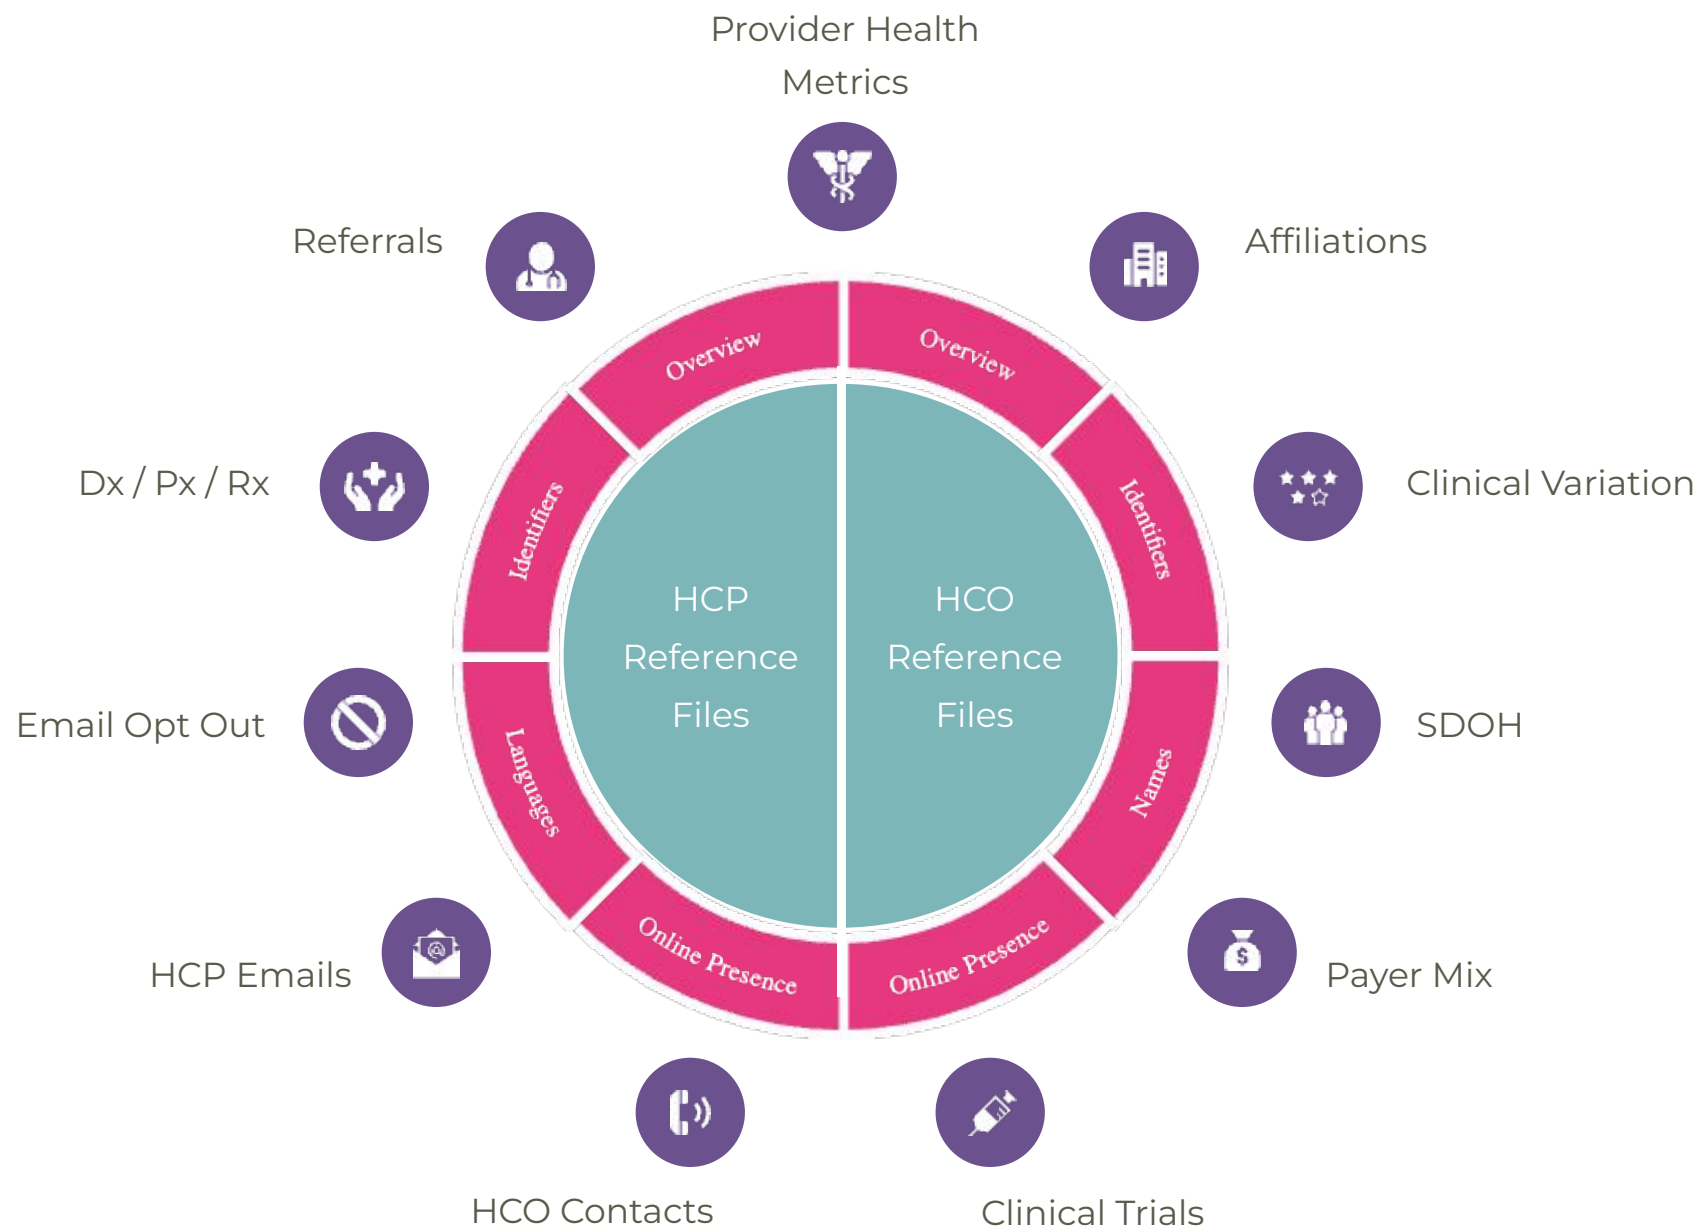 Provider Health
Metrics
Referrals
Affiliations
Overview
Overview
Dx / Px / Rx
Identifiers
Identifiers
Clinical Variation
HCP
Reference
Files
HCO
Reference
Files
Email Opt Out
Languages
Names
SDOH
HCP Emails
Online Presence
Online Presence
Payer Mix
$
@
HCO Contacts
Clinical Trials